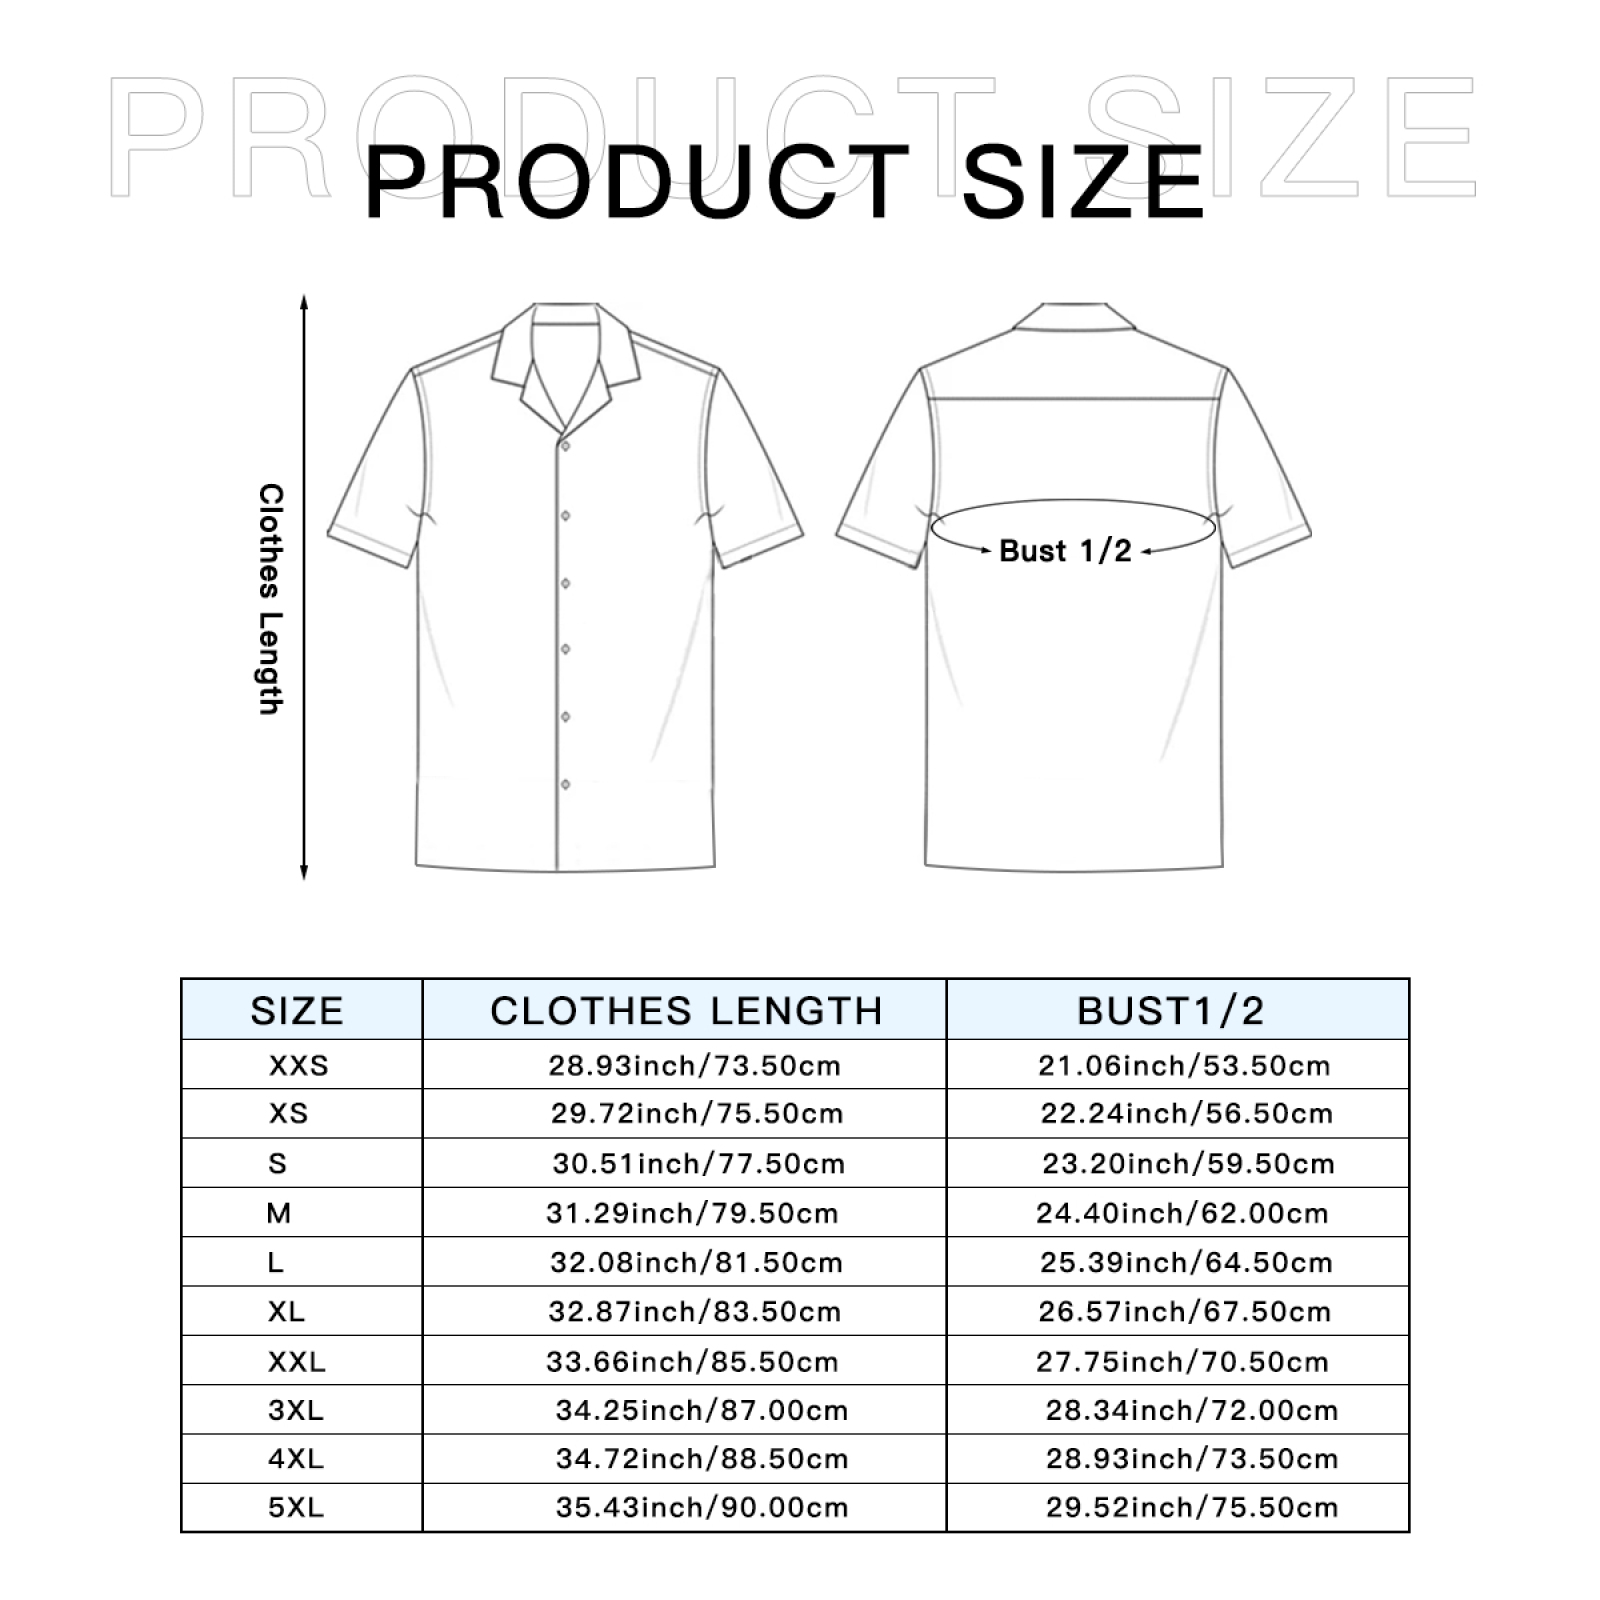 PRODUCT SIZE
PRODUCT SIZE
Clothes Length
Bust 1/2
SIZE CLOTHES LENGTH BUST1/2
XXS 28.93inch/73.50cm 21.06inch/53.50cm
XS 29.72inch/75.50cm 22.24inch/56.50cm
S 30.51inch/77.50cm 23.20inch/59.50cm
M 31.29inch/79.50cm 24.40inch/62.00cm
L 32.08inch/81.50cm 25.39inch/64.50cm
XL 32.87inch/83.50cm 26.57inch/67.50cm
XXL 33.66inch/85.50cm 27.75inch/70.50cm
3XL 34.25inch/87.00cm 28.34inch/72.00cm
4XL 34.72inch/88.50cm 28.93inch/73.50cm
5XL 35.43inch/90.00cm 29.52inch/75.50cm